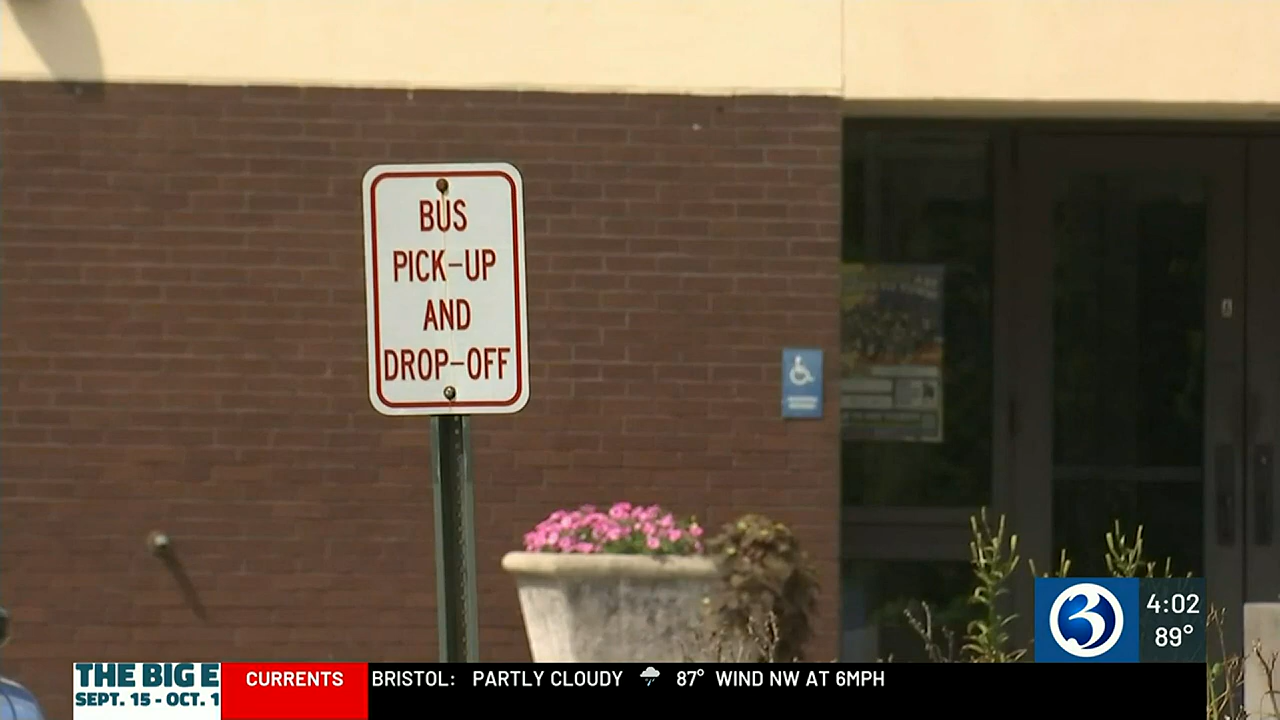 BUS
PICK-UP
AND
DROP-OFF
3
4:02
89°
THE BIG E
SEPT. 15 - OCT. 1
CURRENTS
BRISTOL: PARTLY CLOUDY 87° WIND NW AT 6MPH